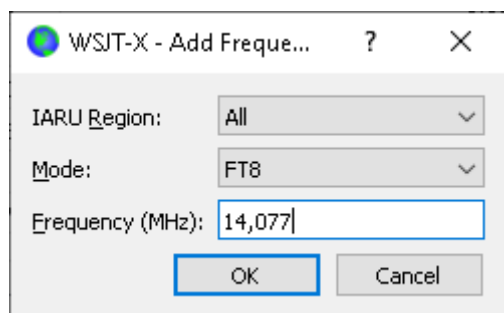 WSJT-X - Add Freque... ?
IARU Region: All
Mode: FT8
Frequency (MHz): 14,077
OK Cancel